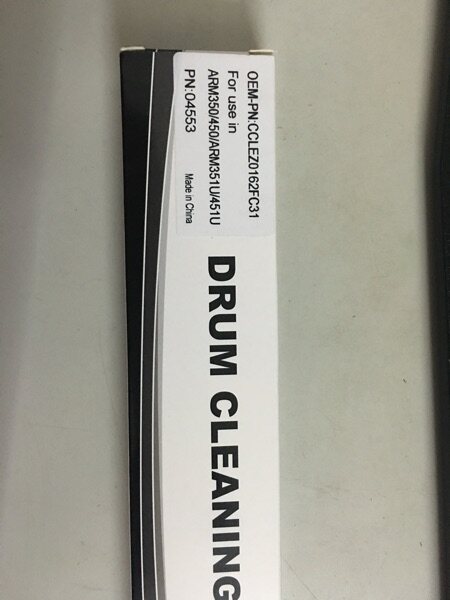 OEM-PN:CCLEZ0162FC31
For use in
ARM350/450/ARM351U/451U
PN:04553
Made in China
DRUM CLEANING